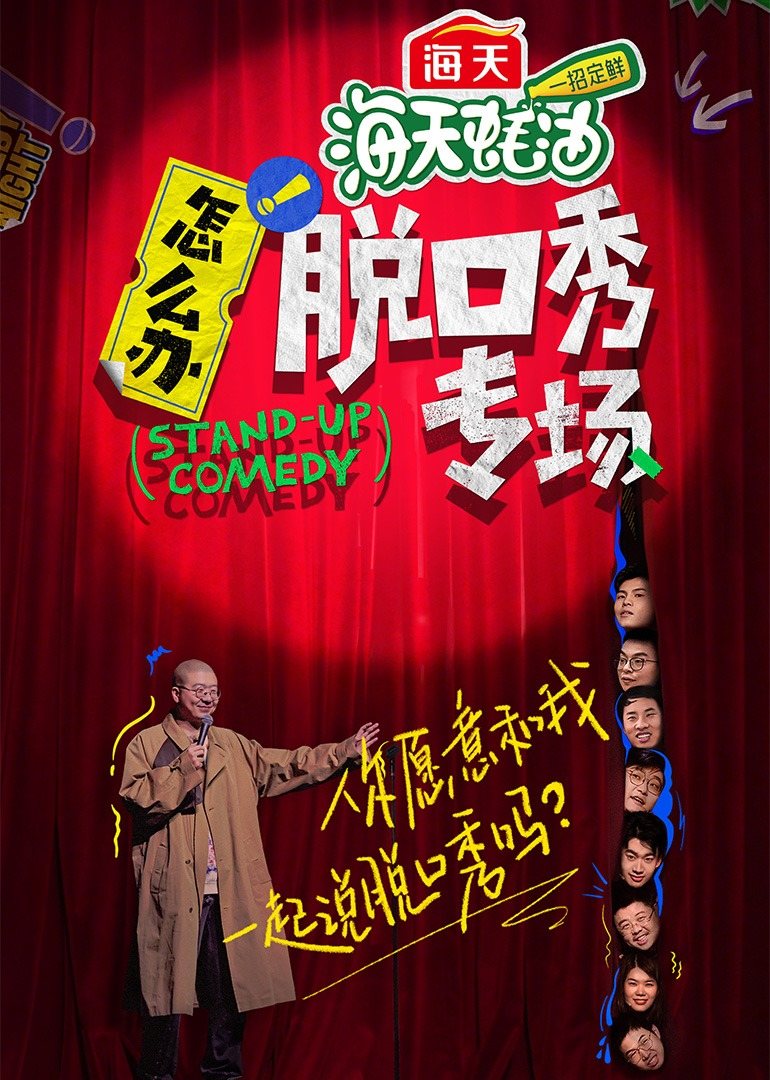 海天
一招定鲜
海天蚝油
怎么办
脱口秀
专场
(STAND-UP
COMEDY)
你愿意和我
一起说脱口秀吗?
NIGHT